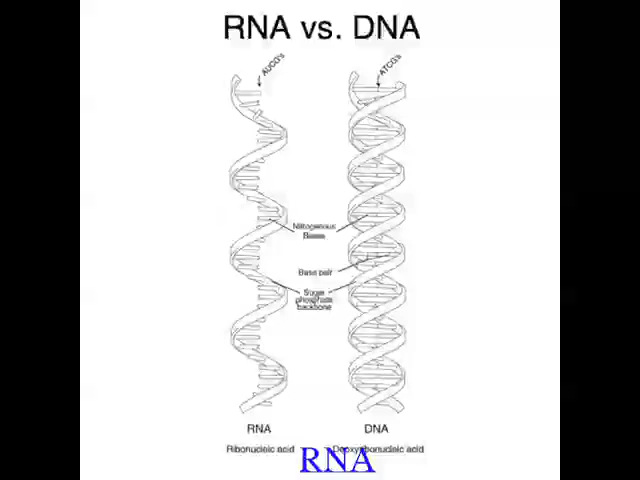 RNA vs. DNA
AUCG's
ATCG's
Nitrogenous
Bases
Base pair
Sugar
phosphate
backbone
RNA
DNA
Ribonucleic acid
Deoxyribonucleic acid
RNA